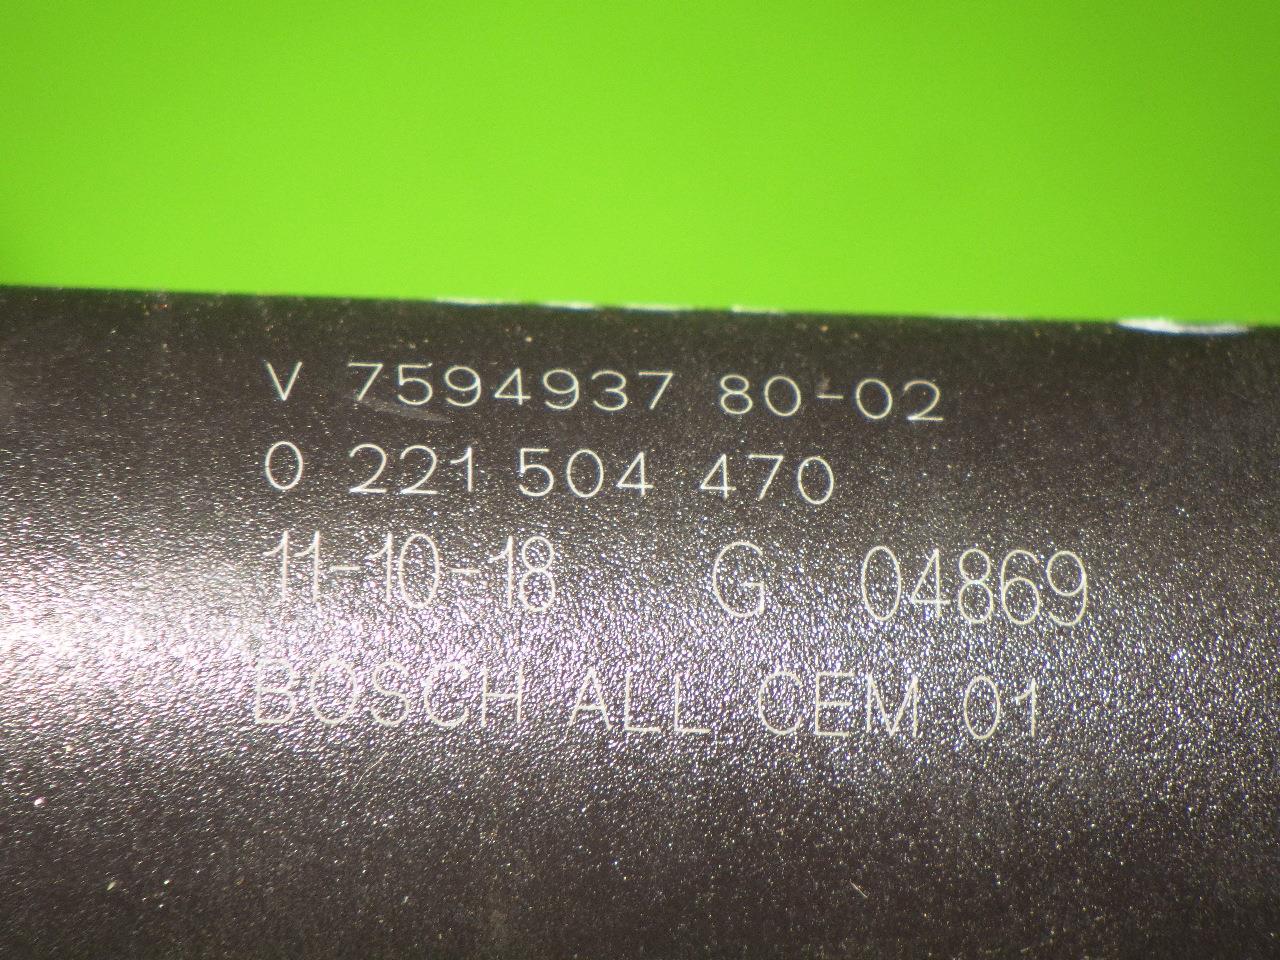 V 7594937 80-02
0 221 504 470
11-10-18 G 04869
BOSCH ALL CEM 01